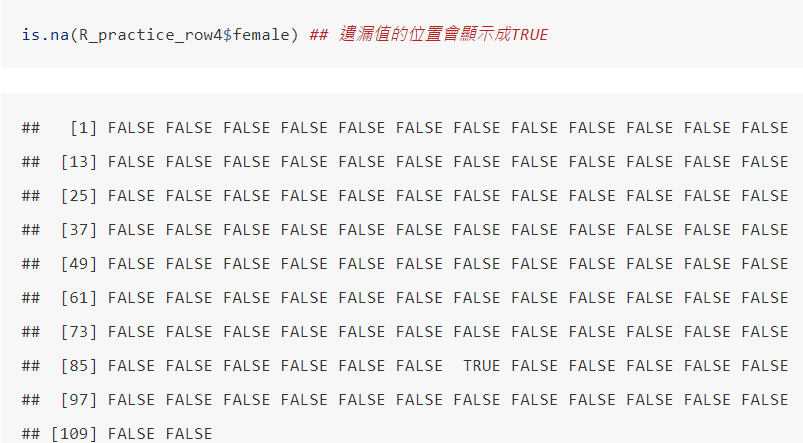 is.na(R_practice_row4$female) ## 遺漏值的位置會顯示成TRUE
##   [1] FALSE FALSE FALSE FALSE FALSE FALSE FALSE FALSE FALSE FALSE FALSE FALSE
##  [13] FALSE FALSE FALSE FALSE FALSE FALSE FALSE FALSE FALSE FALSE FALSE FALSE
##  [25] FALSE FALSE FALSE FALSE FALSE FALSE FALSE FALSE FALSE FALSE FALSE FALSE
##  [37] FALSE FALSE FALSE FALSE FALSE FALSE FALSE FALSE FALSE FALSE FALSE FALSE
##  [49] FALSE FALSE FALSE FALSE FALSE FALSE FALSE FALSE FALSE FALSE FALSE FALSE
##  [61] FALSE FALSE FALSE FALSE FALSE FALSE FALSE FALSE FALSE FALSE FALSE FALSE
##  [73] FALSE FALSE FALSE FALSE FALSE FALSE FALSE FALSE FALSE FALSE FALSE FALSE
##  [85] FALSE FALSE FALSE FALSE FALSE FALSE  TRUE FALSE FALSE FALSE FALSE FALSE
##  [97] FALSE FALSE FALSE FALSE FALSE FALSE FALSE FALSE FALSE FALSE FALSE FALSE
## [109] FALSE FALSE